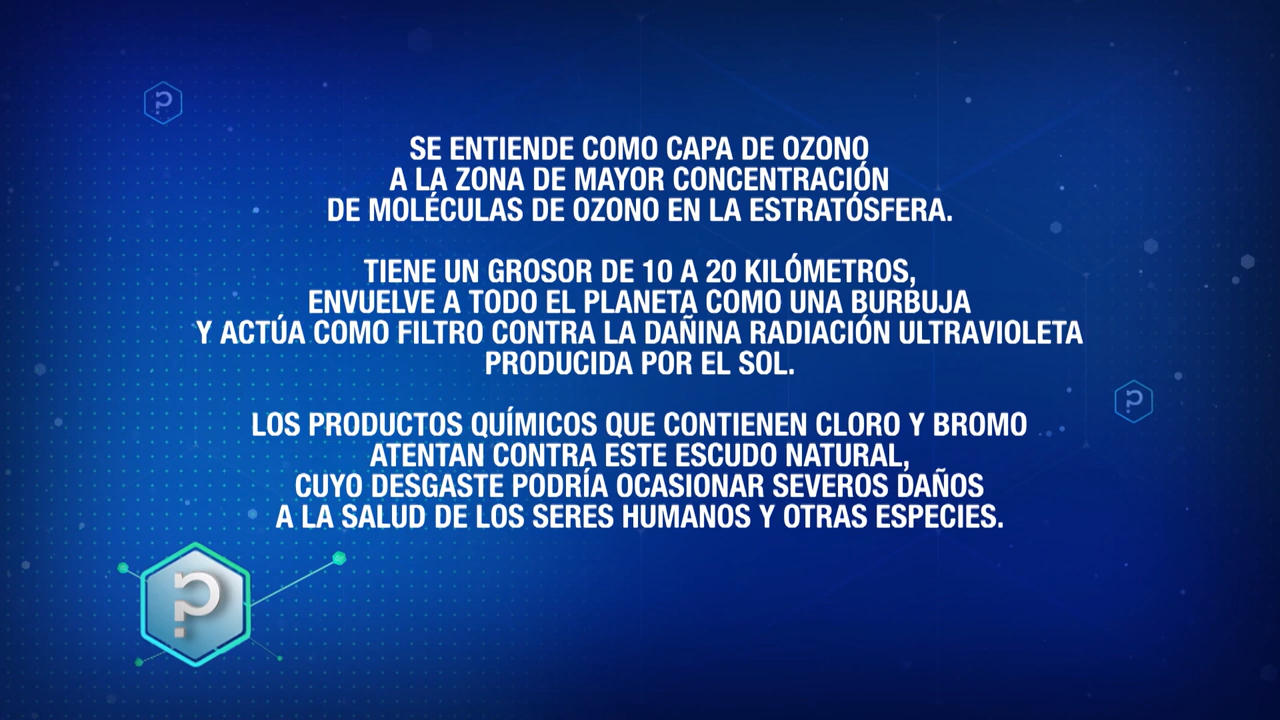 SE ENTIENDE COMO CAPA DE OZONO
A LA ZONA DE MAYOR CONCENTRACIÓN
DE MOLÉCULAS DE OZONO EN LA ESTRATÓSFERA.
TIENE UN GROSOR DE 10 A 20 KILÓMETROS,
ENVUELVE A TODO EL PLANETA COMO UNA BURBUJA
Y ACTÚA COMO FILTRO CONTRA LA DAÑINA RADIACIÓN ULTRAVIOLETA
PRODUCIDA POR EL SOL.
LOS PRODUCTOS QUÍMICOS QUE CONTIENEN CLORO Y BROMO
ATENTAN CONTRA ESTE ESCUDO NATURAL,
CUYO DESGASTE PODRÍA OCASIONAR SEVEROS DAÑOS
A LA SALUD DE LOS SERES HUMANOS Y OTRAS ESPECIES.